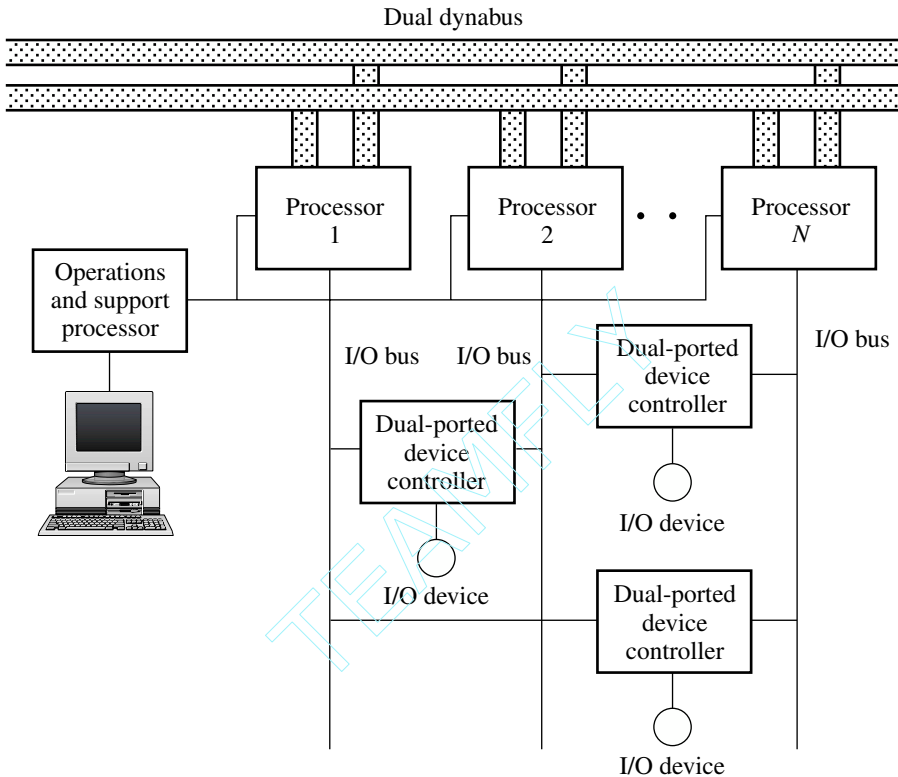 Dual dynabus
Processor
1
Processor
2
. .
Processor
N
Operations
and support
processor
I/O bus
I/O bus
I/O bus
Dual-ported
device
controller
Dual-ported
device
controller
I/O device
I/O device
Dual-ported
device
controller
I/O device
TEAMFLY